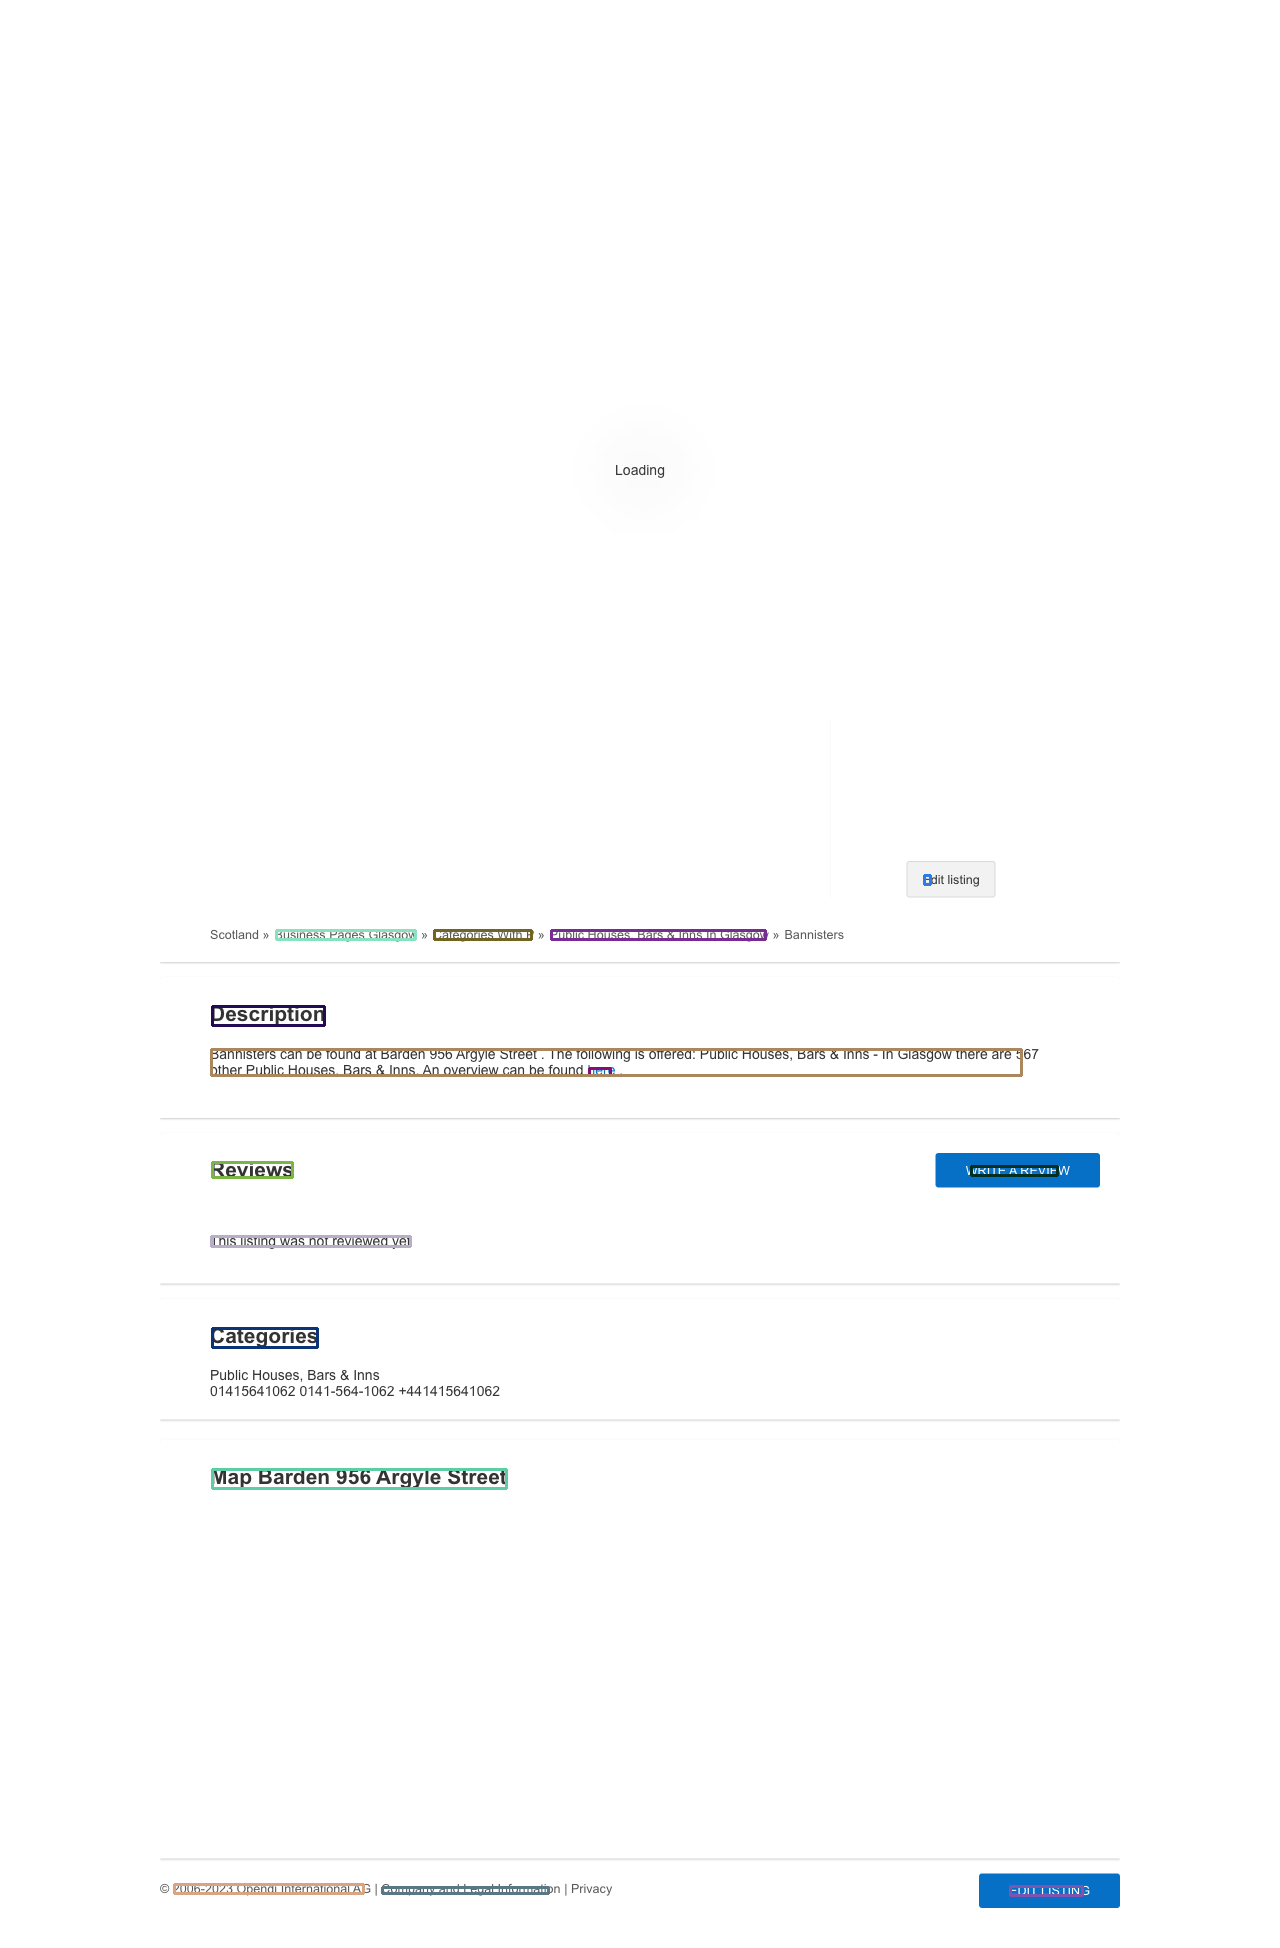 Loading
Edit listing
Scotland » Business Pages Glasgow » Categories With P » Public Houses, Bars & Inns In Glasgow » Bannisters
Description
Bannisters can be found at Barden 956 Argyle Street . The following is offered: Public Houses, Bars & Inns - In Glasgow there are 567
other Public Houses, Bars & Inns. An overview can be found here .
Reviews
WRITE A REVIEW
This listing was not reviewed yet
Categories
Public Houses, Bars & Inns
01415641062 0141-564-1062 +441415641062
Map Barden 956 Argyle Street
© 2006-2023 Opendi International AG | Company and Legal Information | Privacy
EDIT LISTING